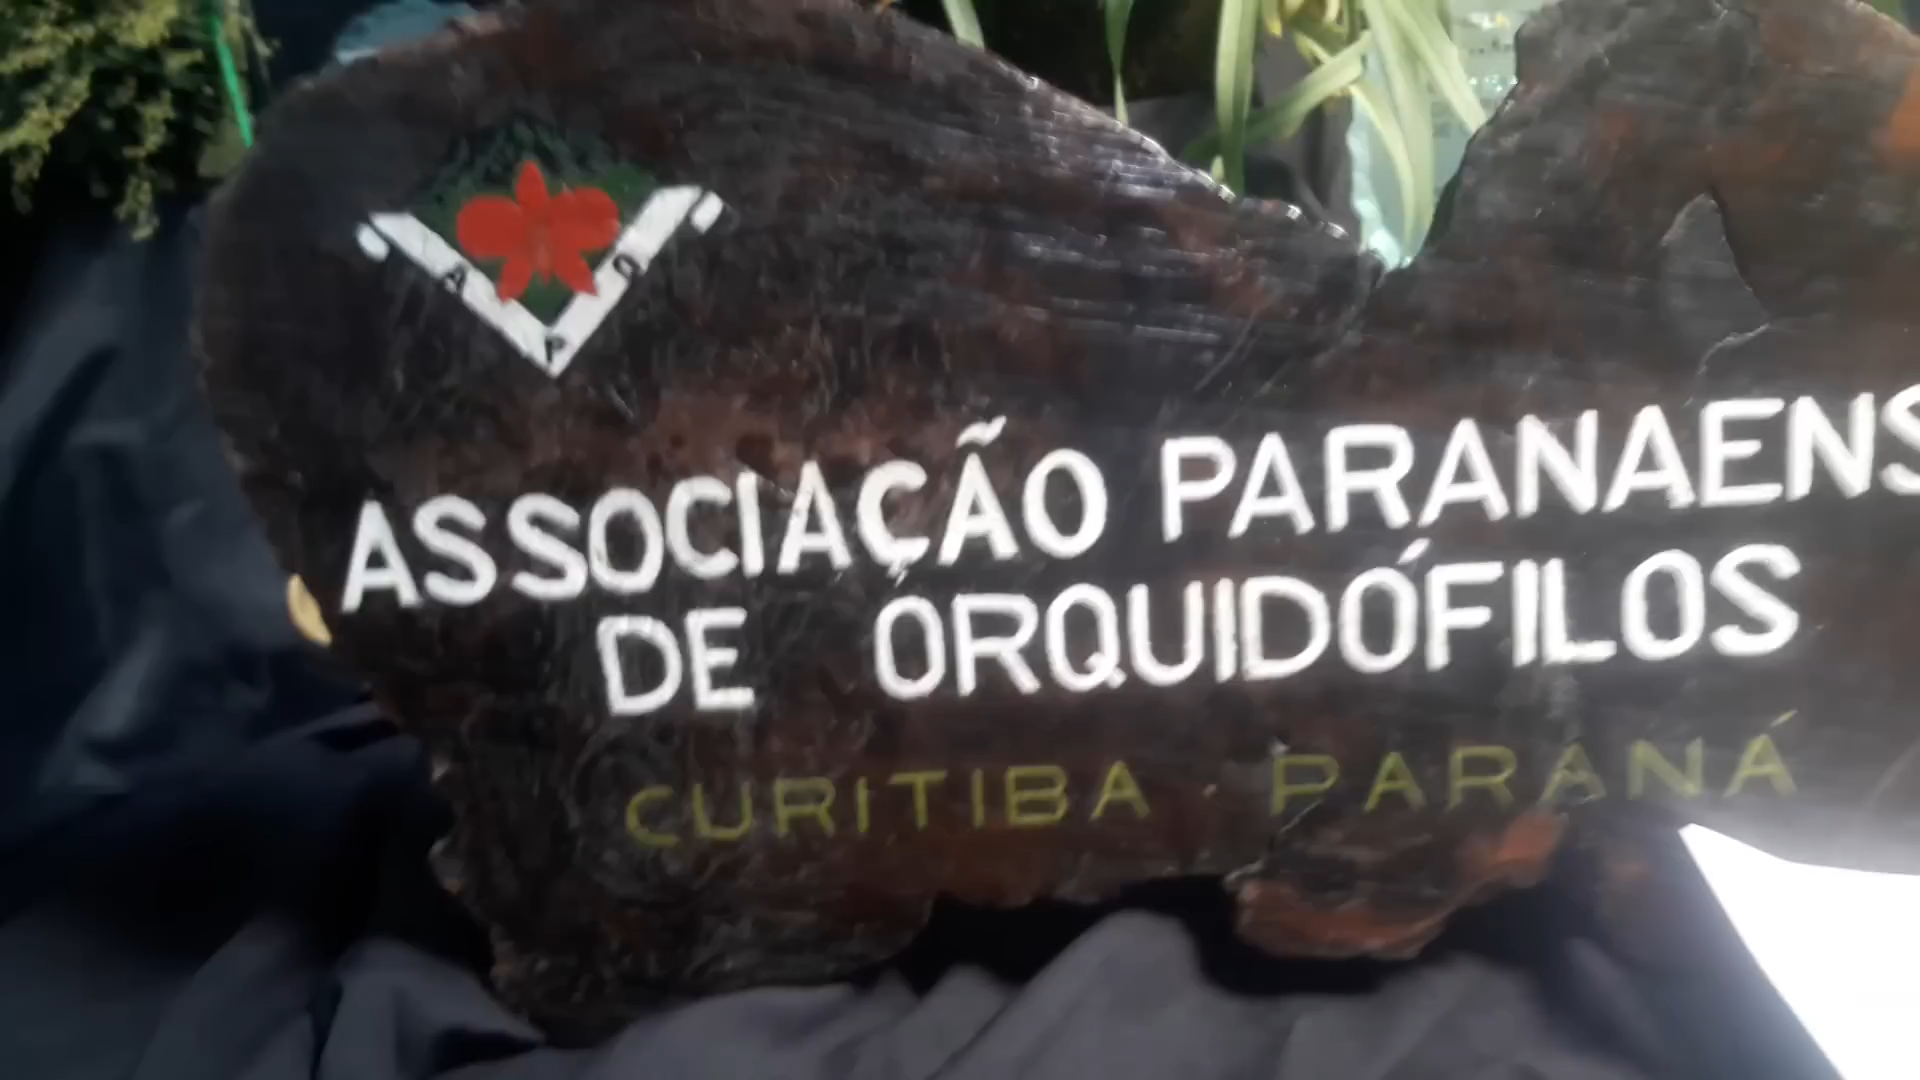 A P O
ASSOCIAÇÃO PARANAENS
DE ORQUIDÓFILOS
CURITIBA - PARANÁ